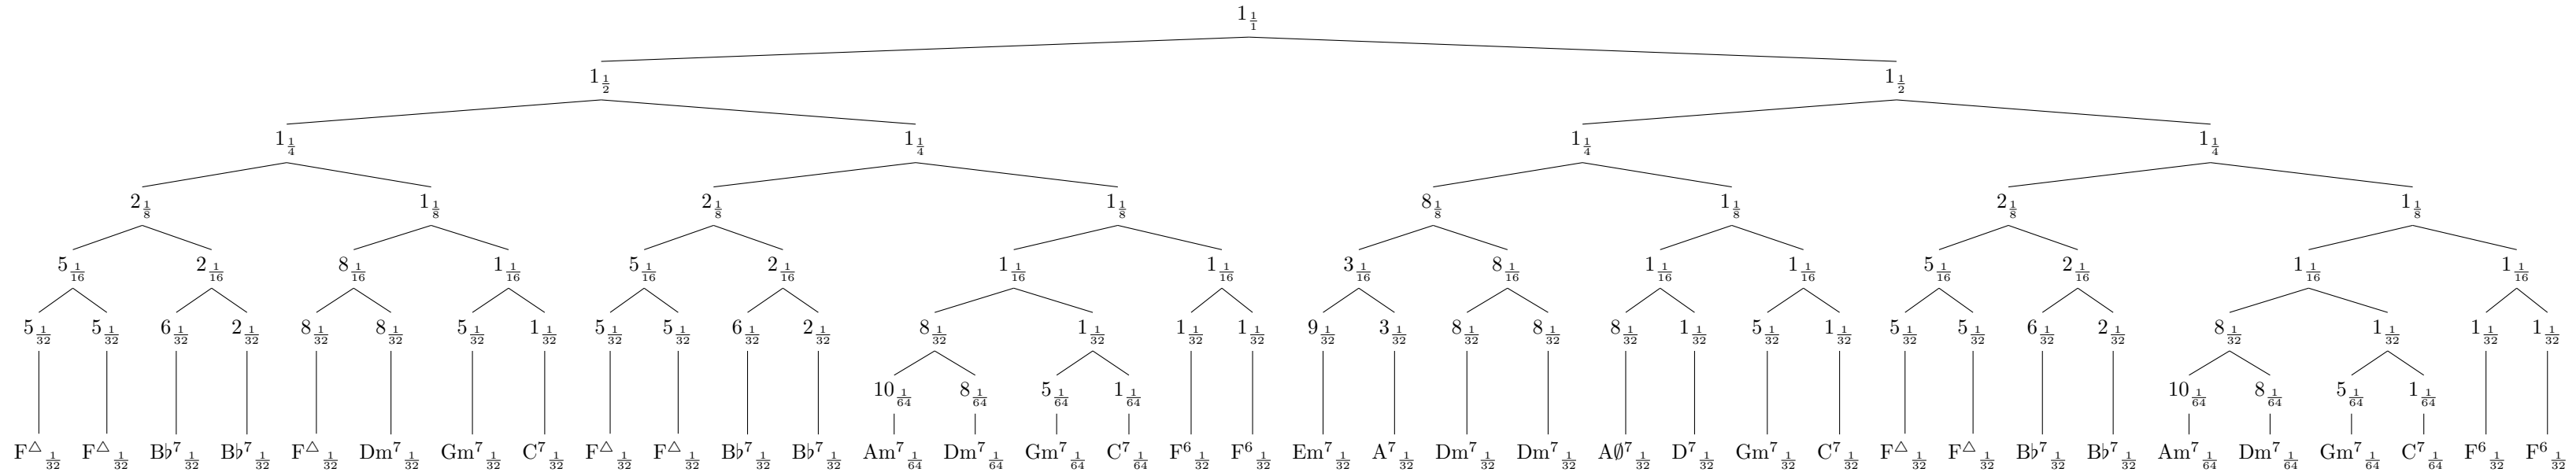 1 1/1
1 1/2 1 1/2
1 1/4 1 1/4 1 1/4 1 1/4
2 1/8 1 1/8 2 1/8 1 1/8 8 1/8 1 1/8 2 1/8 1 1/8
5 1/16 2 1/16 8 1/16 1 1/16 5 1/16 2 1/16 1 1/16 1 1/16 3 1/16 8 1/16 1 1/16 1 1/16 5 1/16 2 1/16 1 1/16 1 1/16
5 1/32 5 1/32 6 1/32 2 1/32 8 1/32 8 1/32 5 1/32 1 1/32 5 1/32 5 1/32 6 1/32 2 1/32 8 1/32 1 1/32 1 1/32 1 1/32 9 1/32 3 1/32 8 1/32 8 1/32 8 1/32 1 1/32 5 1/32 1 1/32 5 1/32 5 1/32 6 1/32 2 1/32 8 1/32 1 1/32 1 1/32 1 1/32
10 1/64 8 1/64 5 1/64 1 1/64 10 1/64 8 1/64 5 1/64 1 1/64
F△ 1/32 F△ 1/32 B♭7 1/32 B♭7 1/32 F△ 1/32 Dm7 1/32 Gm7 1/32 C7 1/32 F△ 1/32 F△ 1/32 B♭7 1/32 B♭7 1/32 Am7 1/64 Dm7 1/64 Gm7 1/64 C7 1/64 F6 1/32 F6 1/32 Em7 1/32 A7 1/32 Dm7 1/32 Dm7 1/32 A∅7 1/32 D7 1/32 Gm7 1/32 C7 1/32 F△ 1/32 F△ 1/32 B♭7 1/32 B♭7 1/32 Am7 1/64 Dm7 1/64 Gm7 1/64 C7 1/64 F6 1/32 F6 1/32